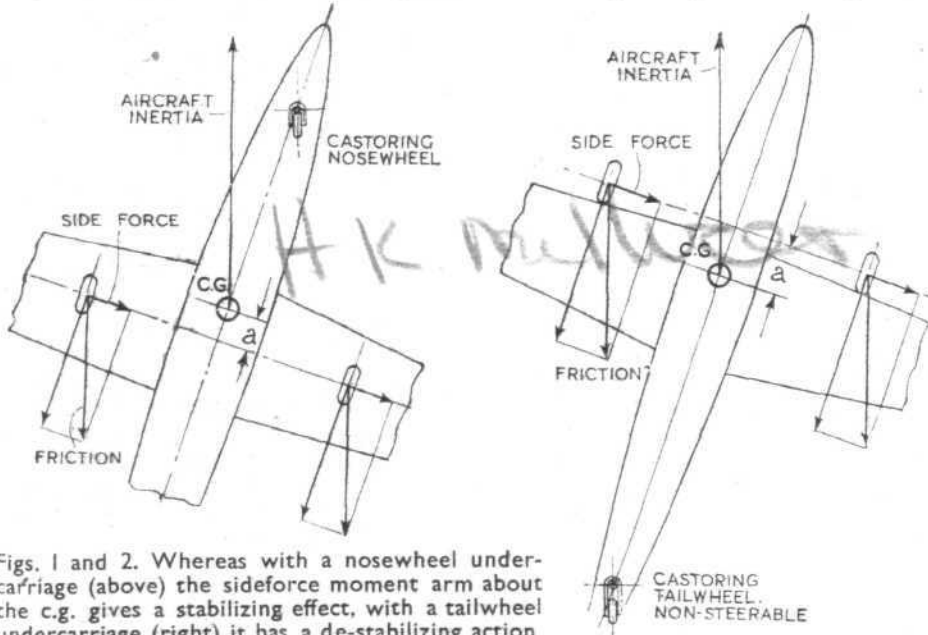 AIRCRAFT
INERTIA
CASTORING
NOSEWHEEL
SIDE FORCE
C.G.
a
FRICTION
AIRCRAFT
INERTIA
SIDE FORCE
C.G.
a
FRICTION
CASTORING
TAILWHEEL.
NON-STEERABLE
Figs. 1 and 2. Whereas with a nosewheel under-
carriage (above) the sideforce moment arm about
the c.g. gives a stabilizing effect, with a tailwheel
undercarriage (right) it has a de-stabilizing action.